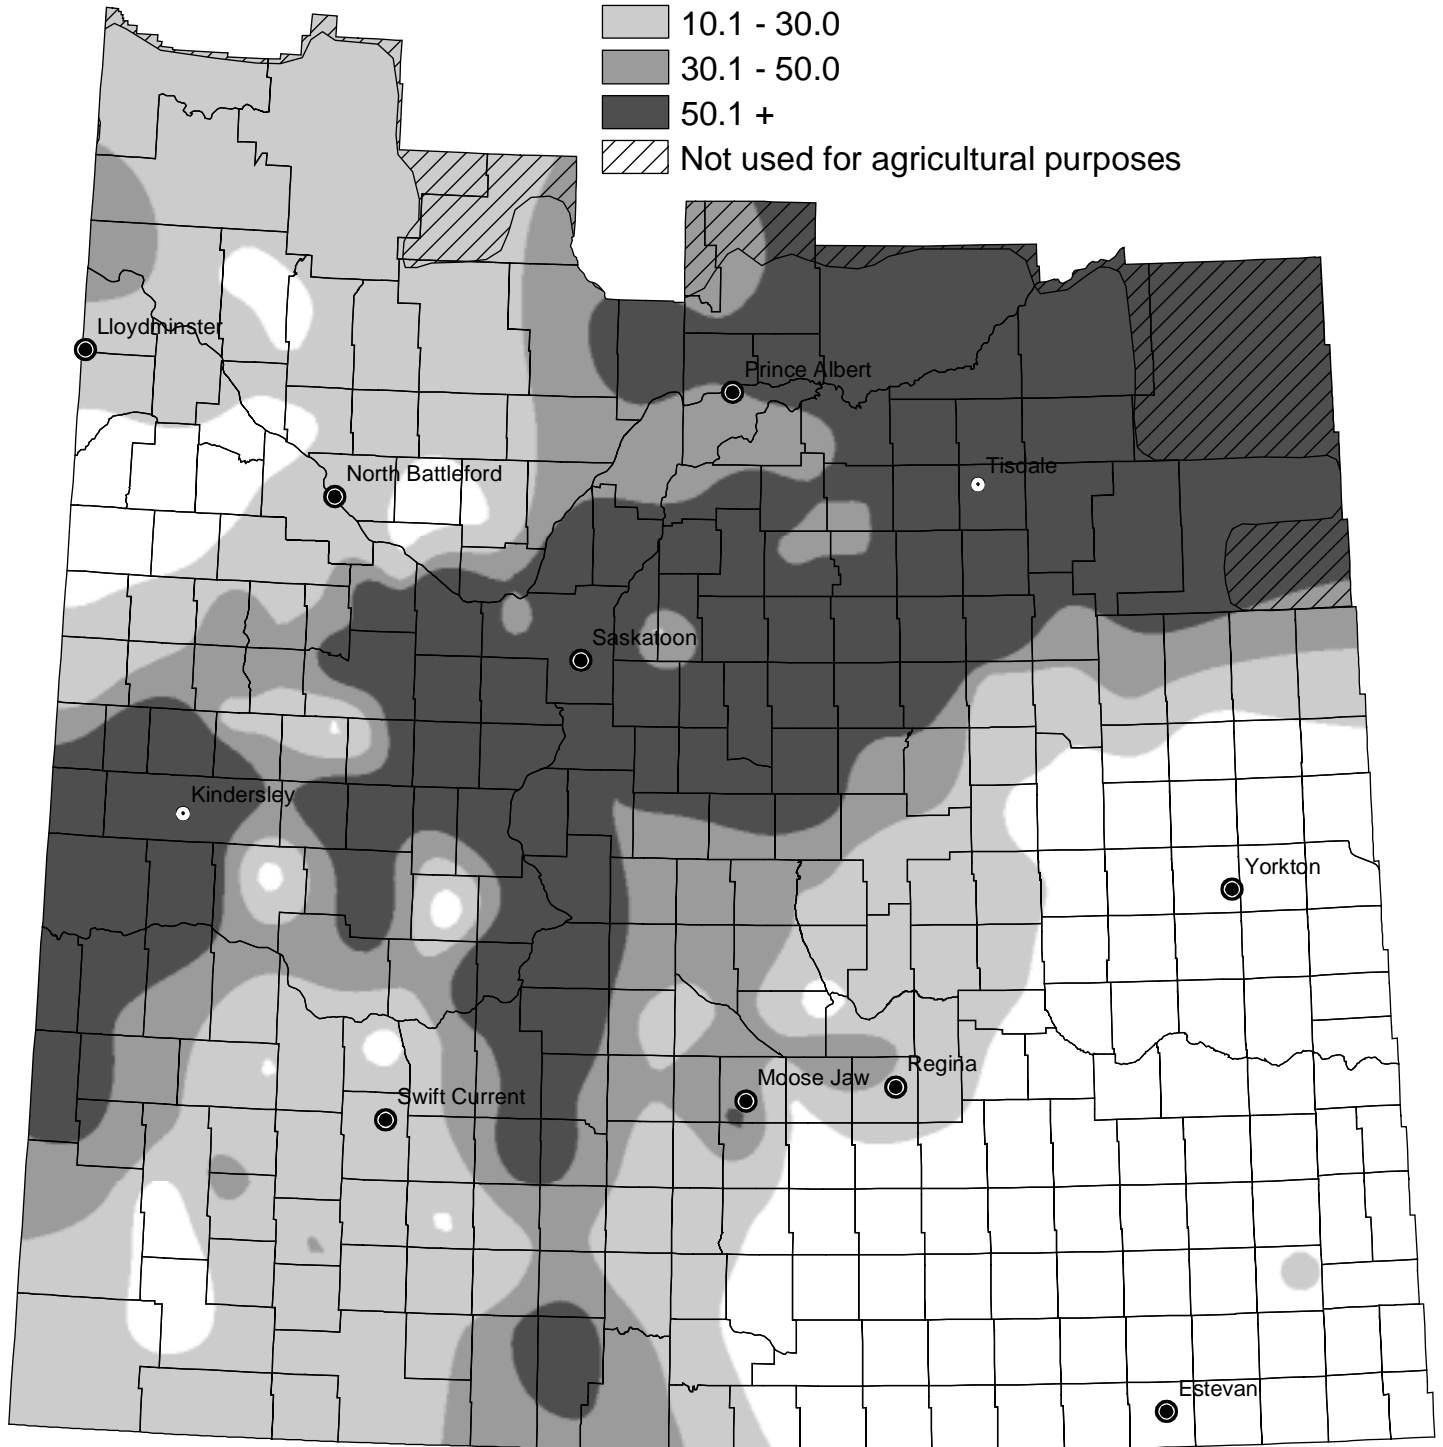 10.1 - 30.0
30.1 - 50.0
50.1 +
Not used for agricultural purposes
Lloydminster
Prince Albert
North Battleford
Tisdale
Saskatoon
Kindersley
Yorkton
Regina
Moose Jaw
Swift Current
Estevan